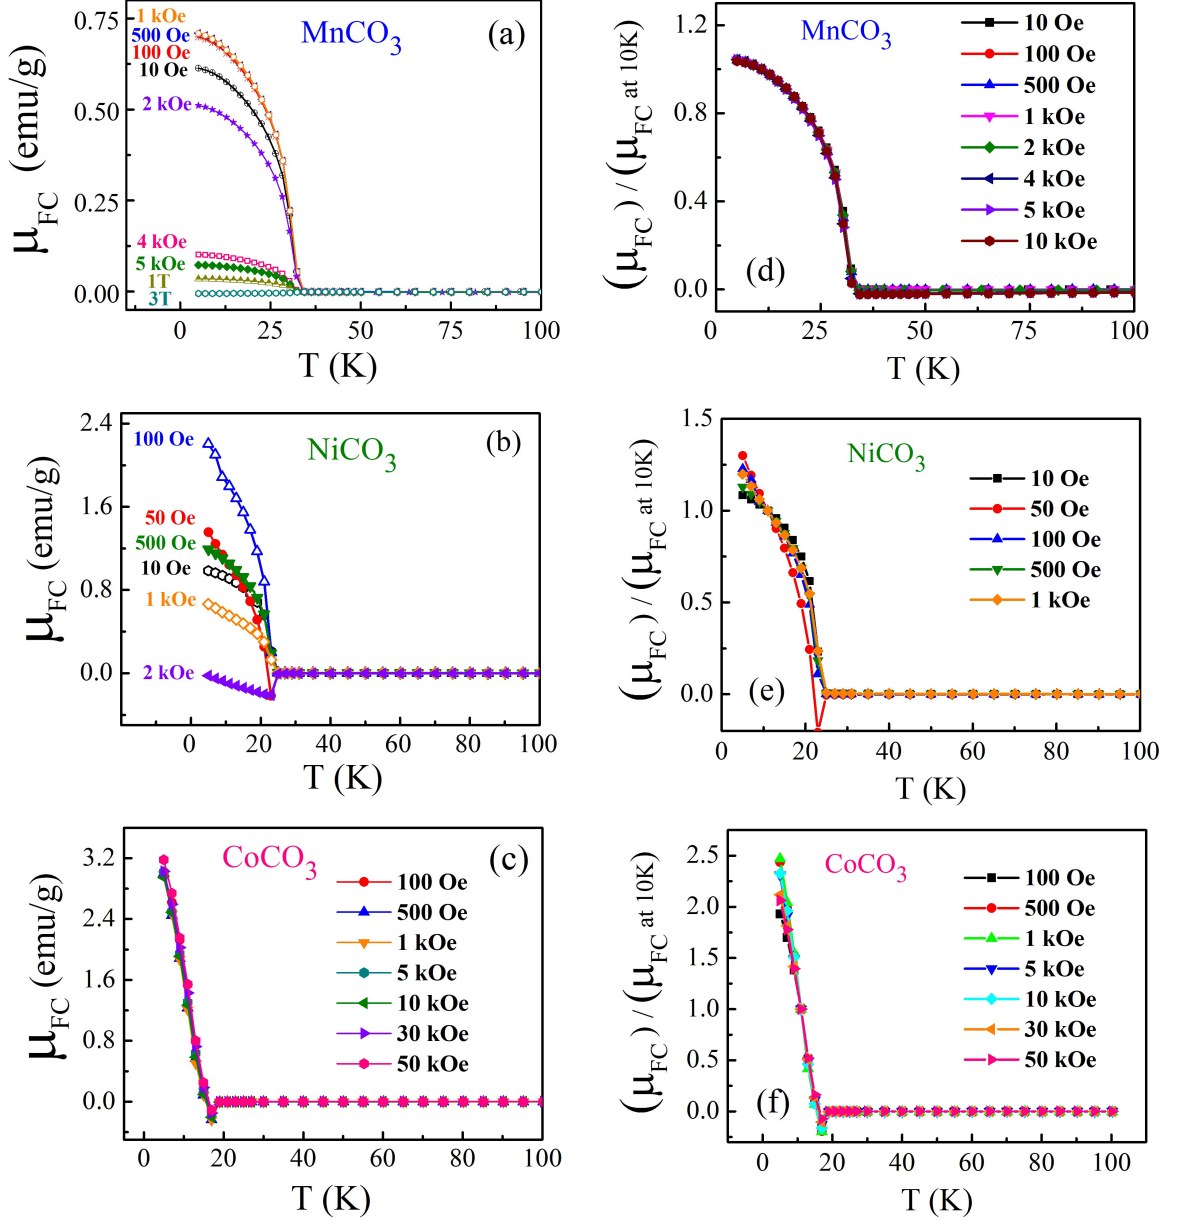 (a)
MnCO3
1 kOe
500 Oe
100 Oe
10 Oe
2 kOe
4 kOe
5 kOe
1T
3T
0.75
0.50
0.25
0.00
μFC (emu/g)
0 25 50 75 100
T (K)
(d)
MnCO3
10 Oe
100 Oe
500 Oe
1 kOe
2 kOe
4 kOe
5 kOe
10 kOe
1.2
0.8
0.4
0.0
(μFC) / (μFC at 10K)
0 25 50 75 100
T (K)
(b)
NiCO3
100 Oe
50 Oe
500 Oe
10 Oe
1 kOe
2 kOe
2.4
1.6
0.8
0.0
μFC (emu/g)
0 20 40 60 80 100
T (K)
(e)
NiCO3
10 Oe
50 Oe
100 Oe
500 Oe
1 kOe
1.5
1.0
0.5
0.0
(μFC) / (μFC at 10K)
0 20 40 60 80 100
T (K)
(c)
CoCO3
100 Oe
500 Oe
1 kOe
5 kOe
10 kOe
30 kOe
50 kOe
3.2
2.4
1.6
0.8
0.0
μFC (emu/g)
0 20 40 60 80 100
T (K)
(f)
CoCO3
100 Oe
500 Oe
1 kOe
5 kOe
10 kOe
30 kOe
50 kOe
2.5
2.0
1.5
1.0
0.5
0.0
(μFC) / (μFC at 10K)
0 20 40 60 80 100
T (K)